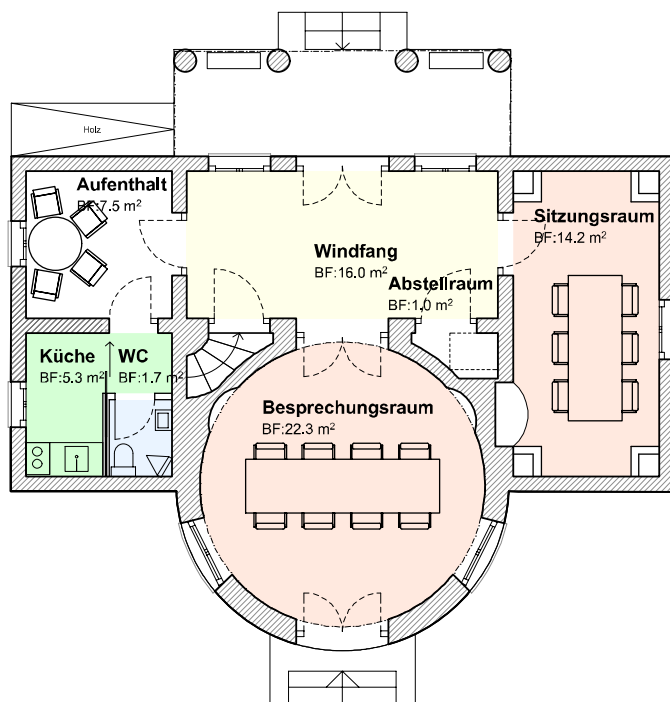 Holz
Aufenthalt
BF:7.5 m²
Windfang
BF:16.0 m²
Sitzungsraum
BF:14.2 m²
Abstellraum
BF:1.0 m²
Küche
BF:5.3 m²
WC
BF:1.7 m²
Besprechungsraum
BF:22.3 m²